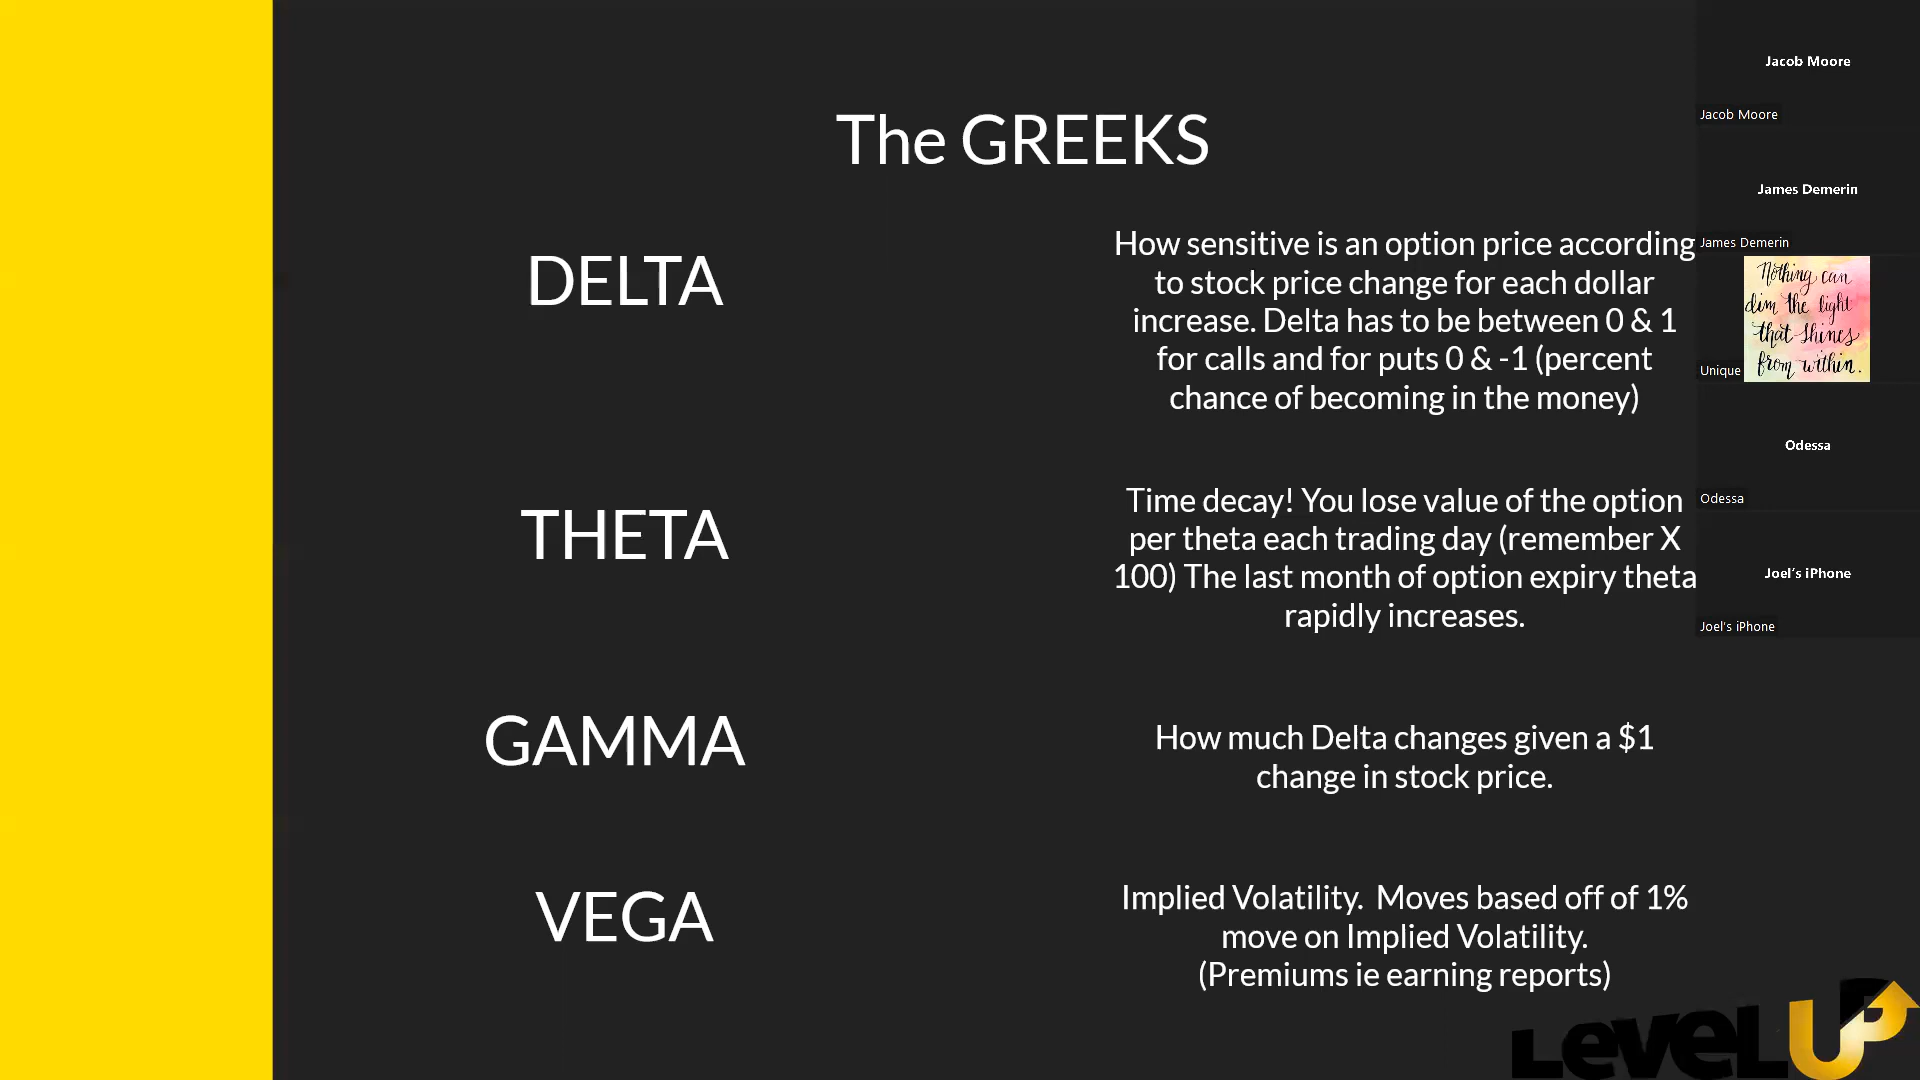 The GREEKS
DELTA
How sensitive is an option price according
to stock price change for each dollar
increase. Delta has to be between 0 & 1
for calls and for puts 0 & -1 (percent
chance of becoming in the money)
THETA
Time decay! You lose value of the option
per theta each trading day (remember X
100) The last month of option expiry theta
rapidly increases.
GAMMA
How much Delta changes given a $1
change in stock price.
VEGA
Implied Volatility.  Moves based off of 1%
move on Implied Volatility.
(Premiums ie earning reports)
Jacob Moore
Jacob Moore
James Demerin
James Demerin
Nothing can
dim the light
that shines
from within.
Unique
Odessa
Odessa
Joel's iPhone
Joel's iPhone
LeveL UP